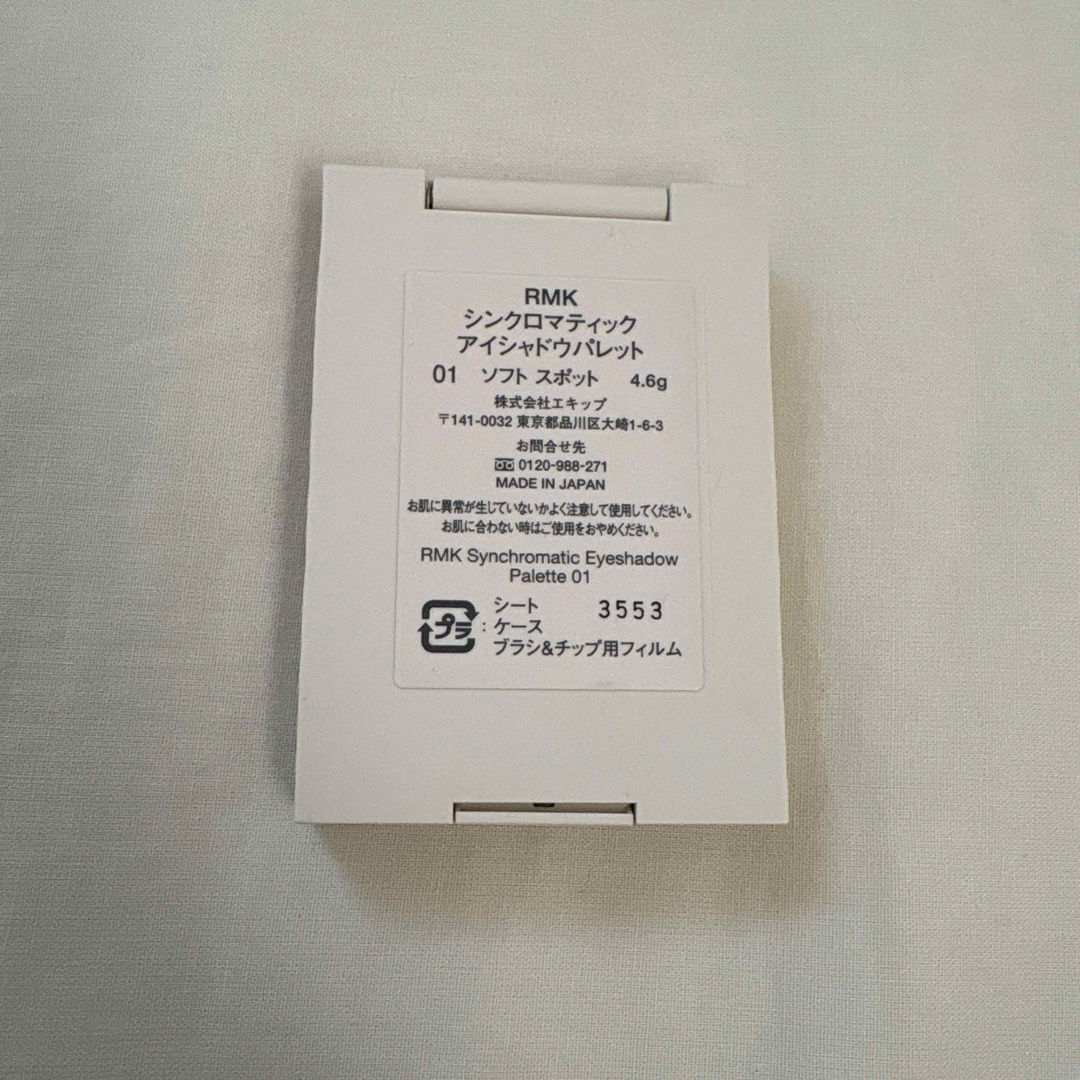 RMK
シンクロマティック
アイシャドウパレット
01 ソフト スポット 4.6g
株式会社エキップ
〒141-0032 東京都品川区大崎1-6-3
お問合せ先
0120-988-271
MADE IN JAPAN
お肌に異常が生じていないかよく注意して使用してください。
お肌に合わない時はご使用をおやめください。
RMK Synchromatic Eyeshadow
Palette 01
シート 3553
プラ : ケース
ブラシ&チップ用フィルム